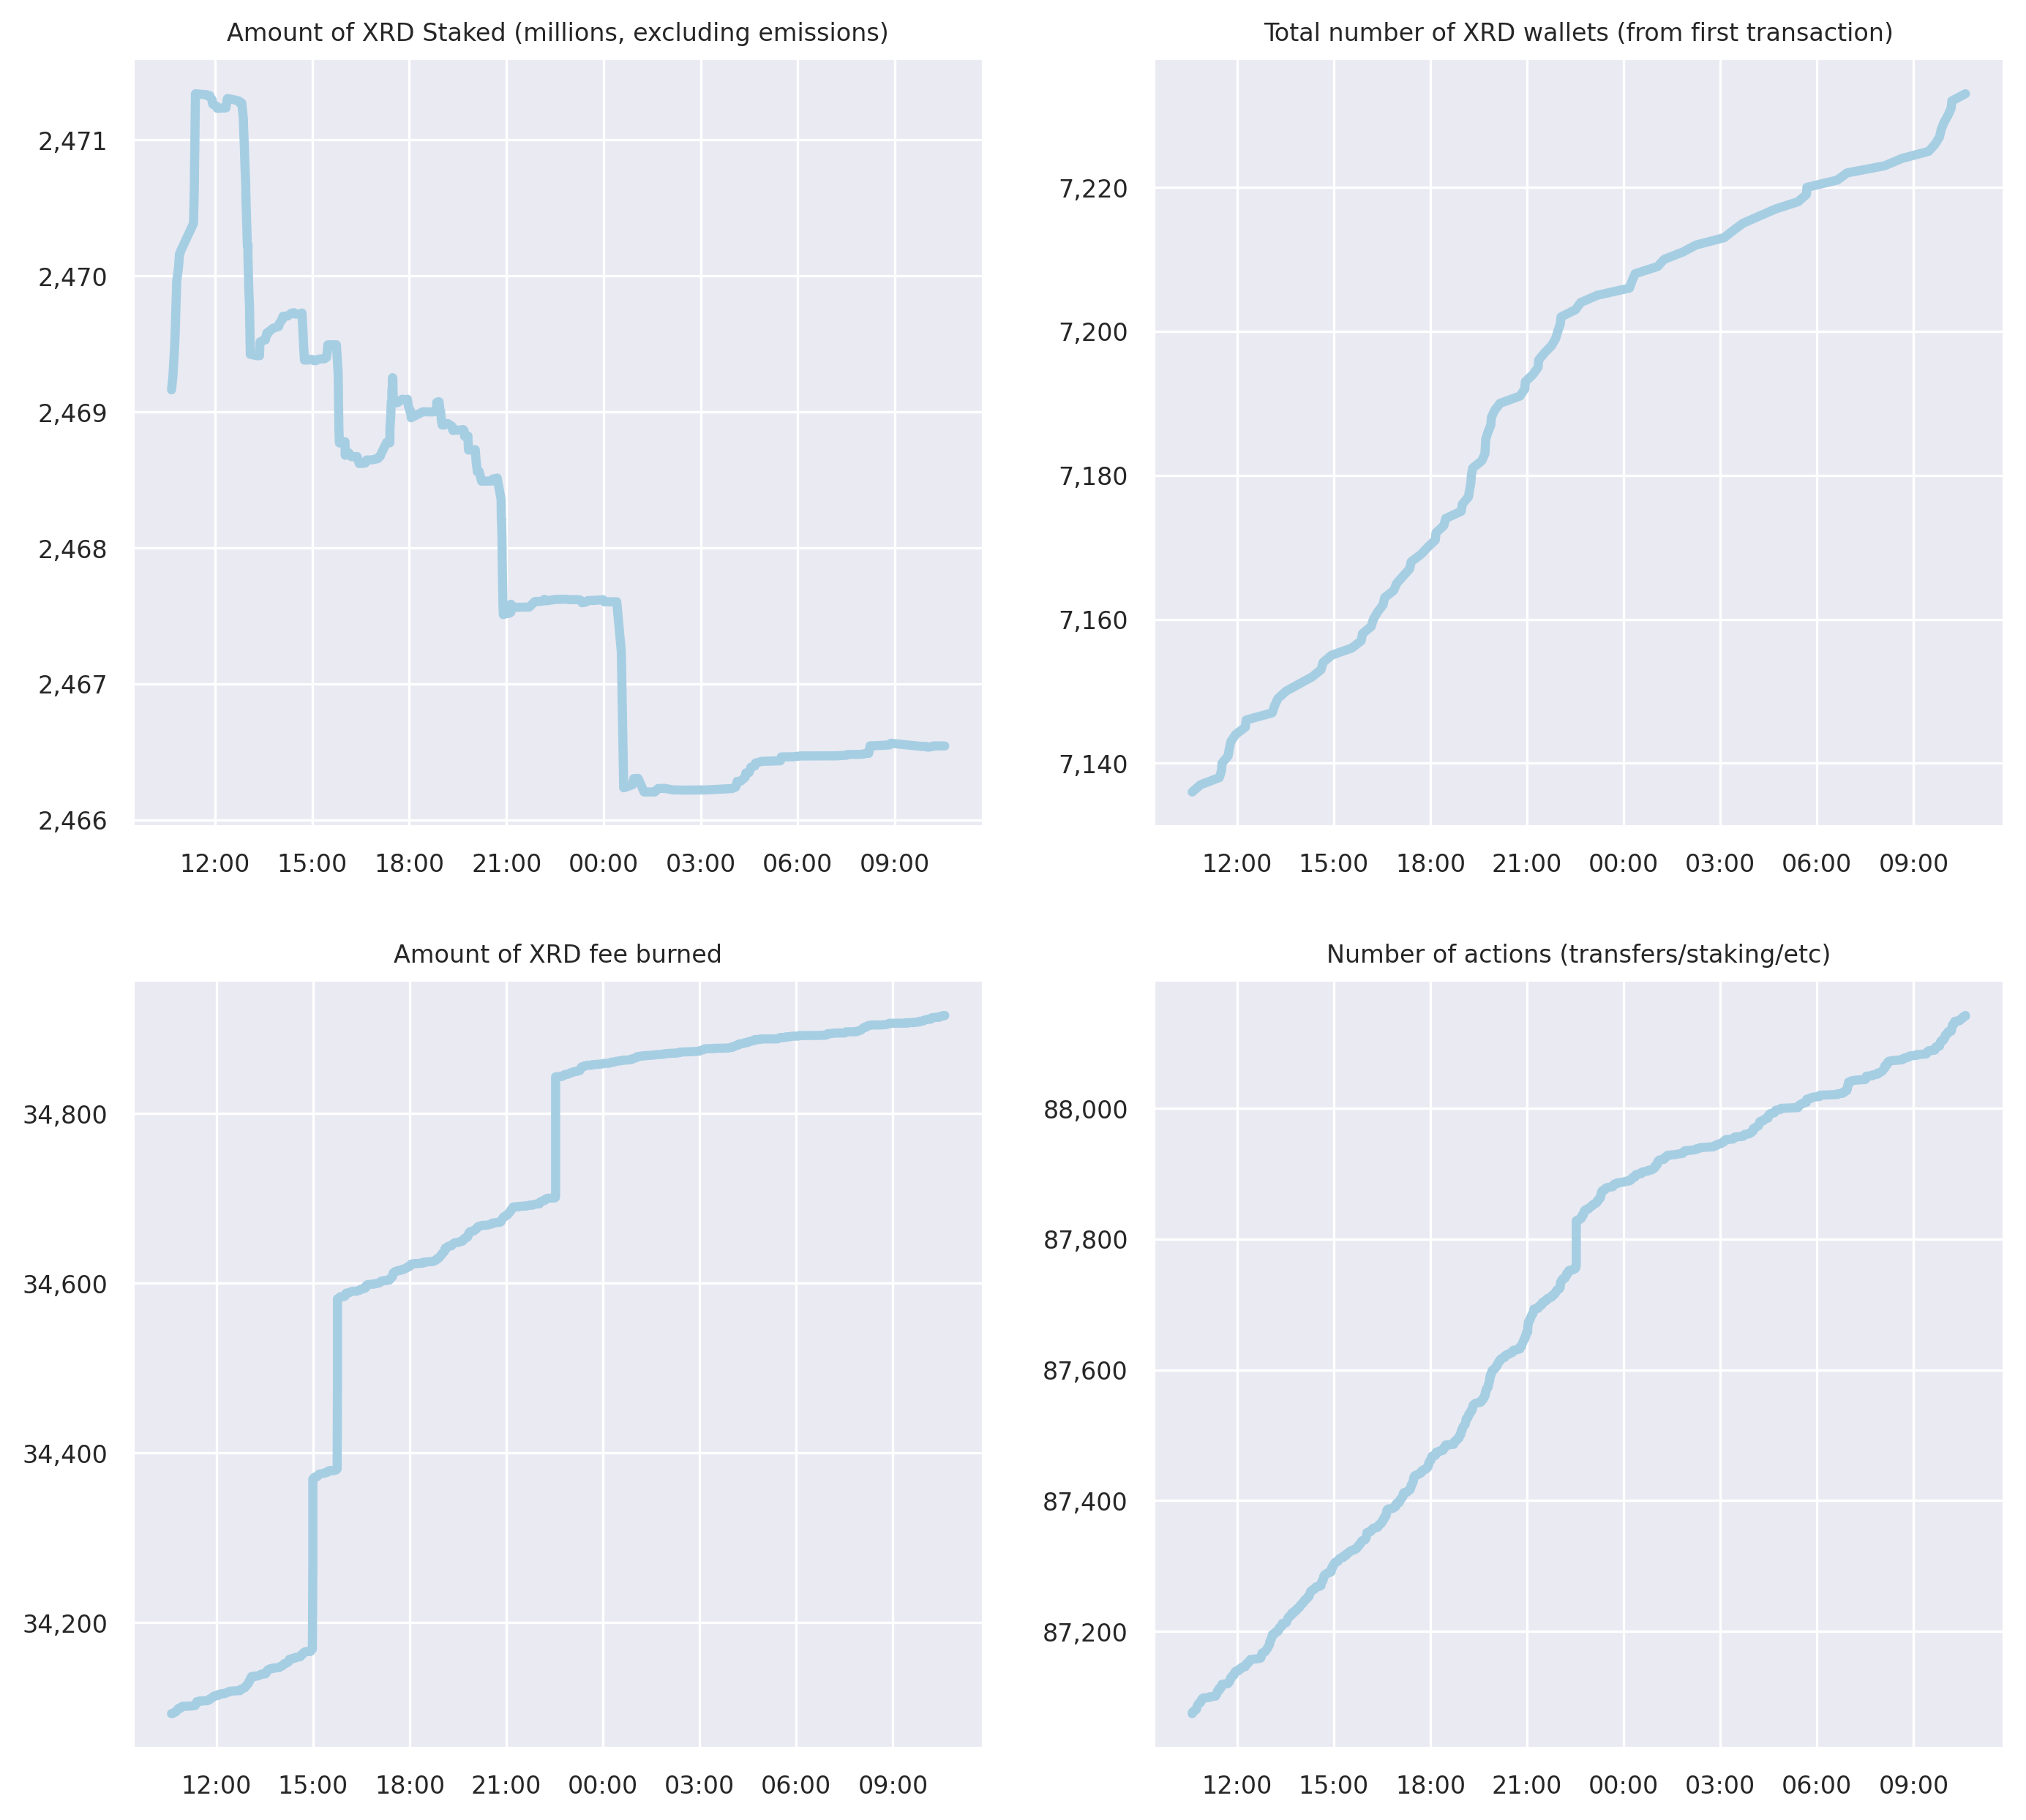 Amount of XRD Staked (millions, excluding emissions)
2,471
2,470
2,469
2,468
2,467
2,466
12:00 15:00 18:00 21:00 00:00 03:00 06:00 09:00
Total number of XRD wallets (from first transaction)
7,220
7,200
7,180
7,160
7,140
12:00 15:00 18:00 21:00 00:00 03:00 06:00 09:00
Amount of XRD fee burned
34,800
34,600
34,400
34,200
12:00 15:00 18:00 21:00 00:00 03:00 06:00 09:00
Number of actions (transfers/staking/etc)
88,000
87,800
87,600
87,400
87,200
12:00 15:00 18:00 21:00 00:00 03:00 06:00 09:00